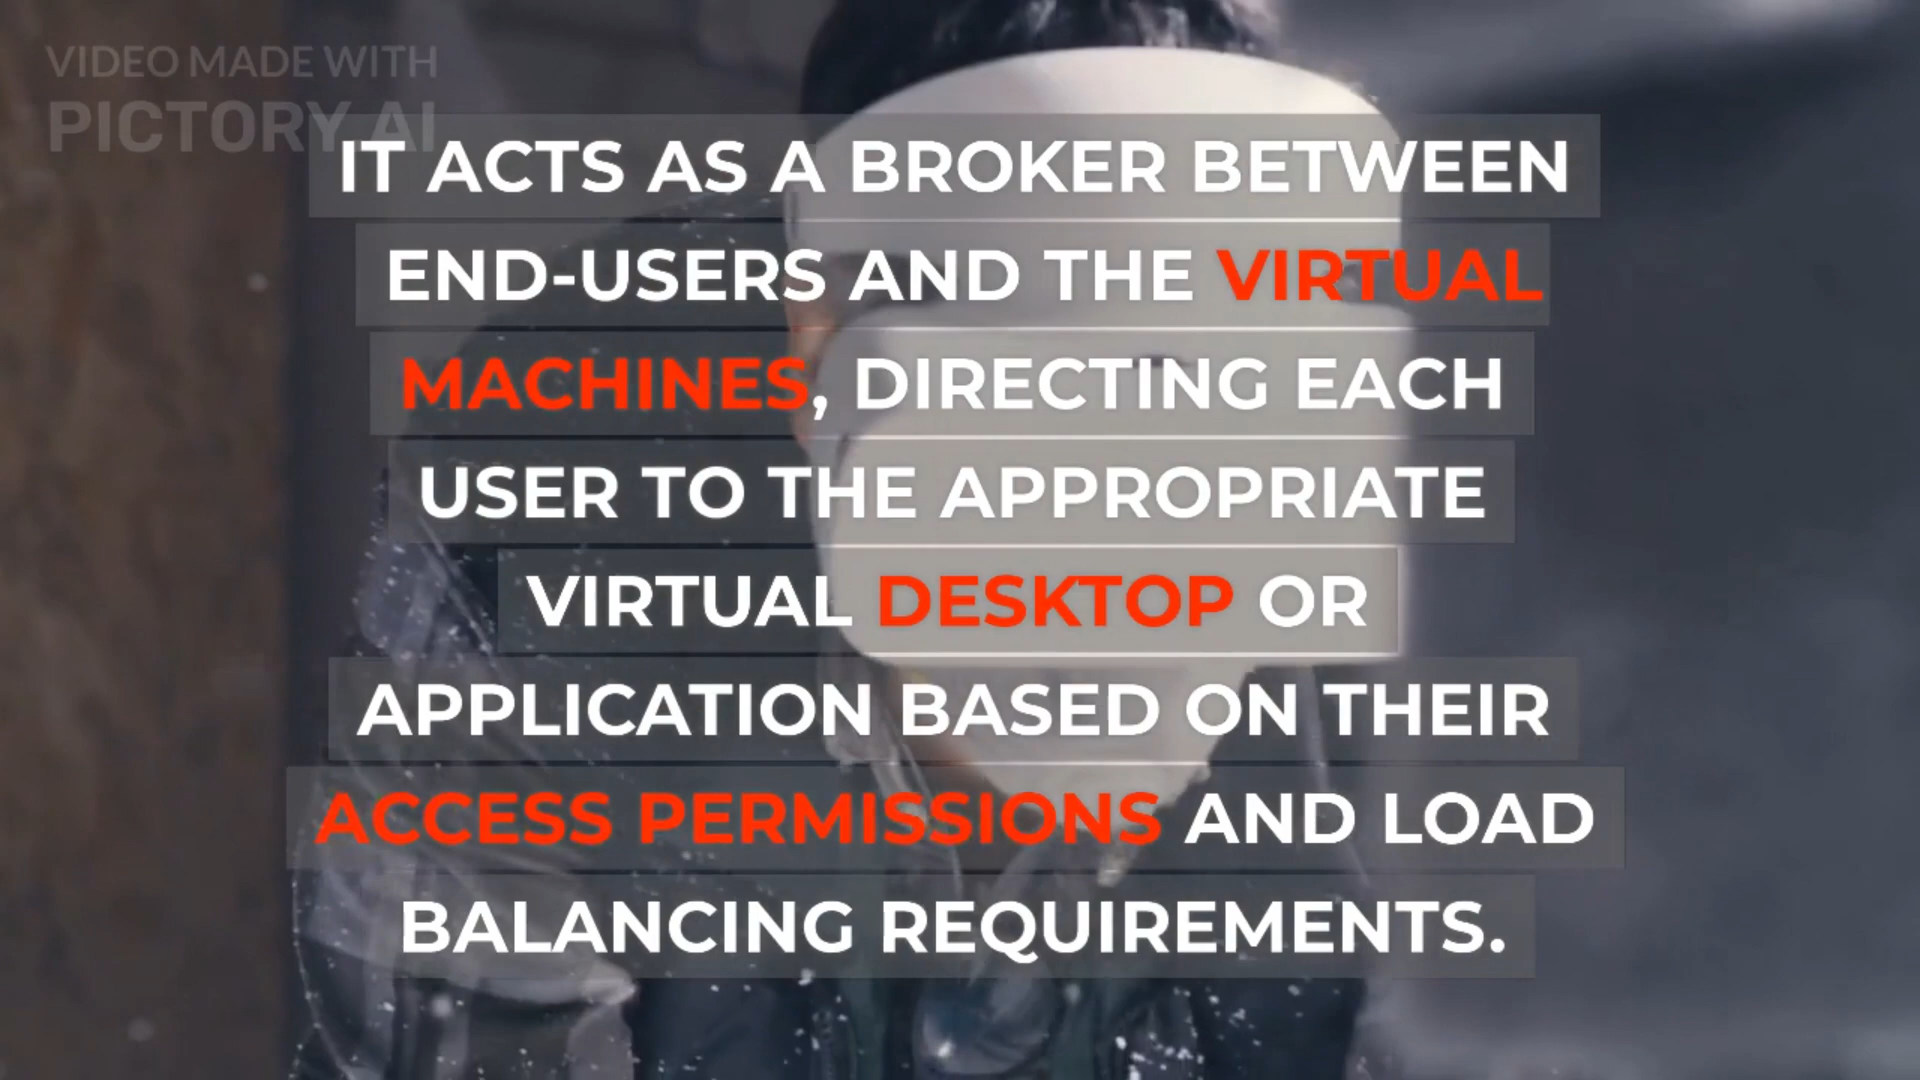 VIDEO MADE WITH
PICTORY.AI
IT ACTS AS A BROKER BETWEEN
END-USERS AND THE VIRTUAL
MACHINES, DIRECTING EACH
USER TO THE APPROPRIATE
VIRTUAL DESKTOP OR
APPLICATION BASED ON THEIR
ACCESS PERMISSIONS AND LOAD
BALANCING REQUIREMENTS.